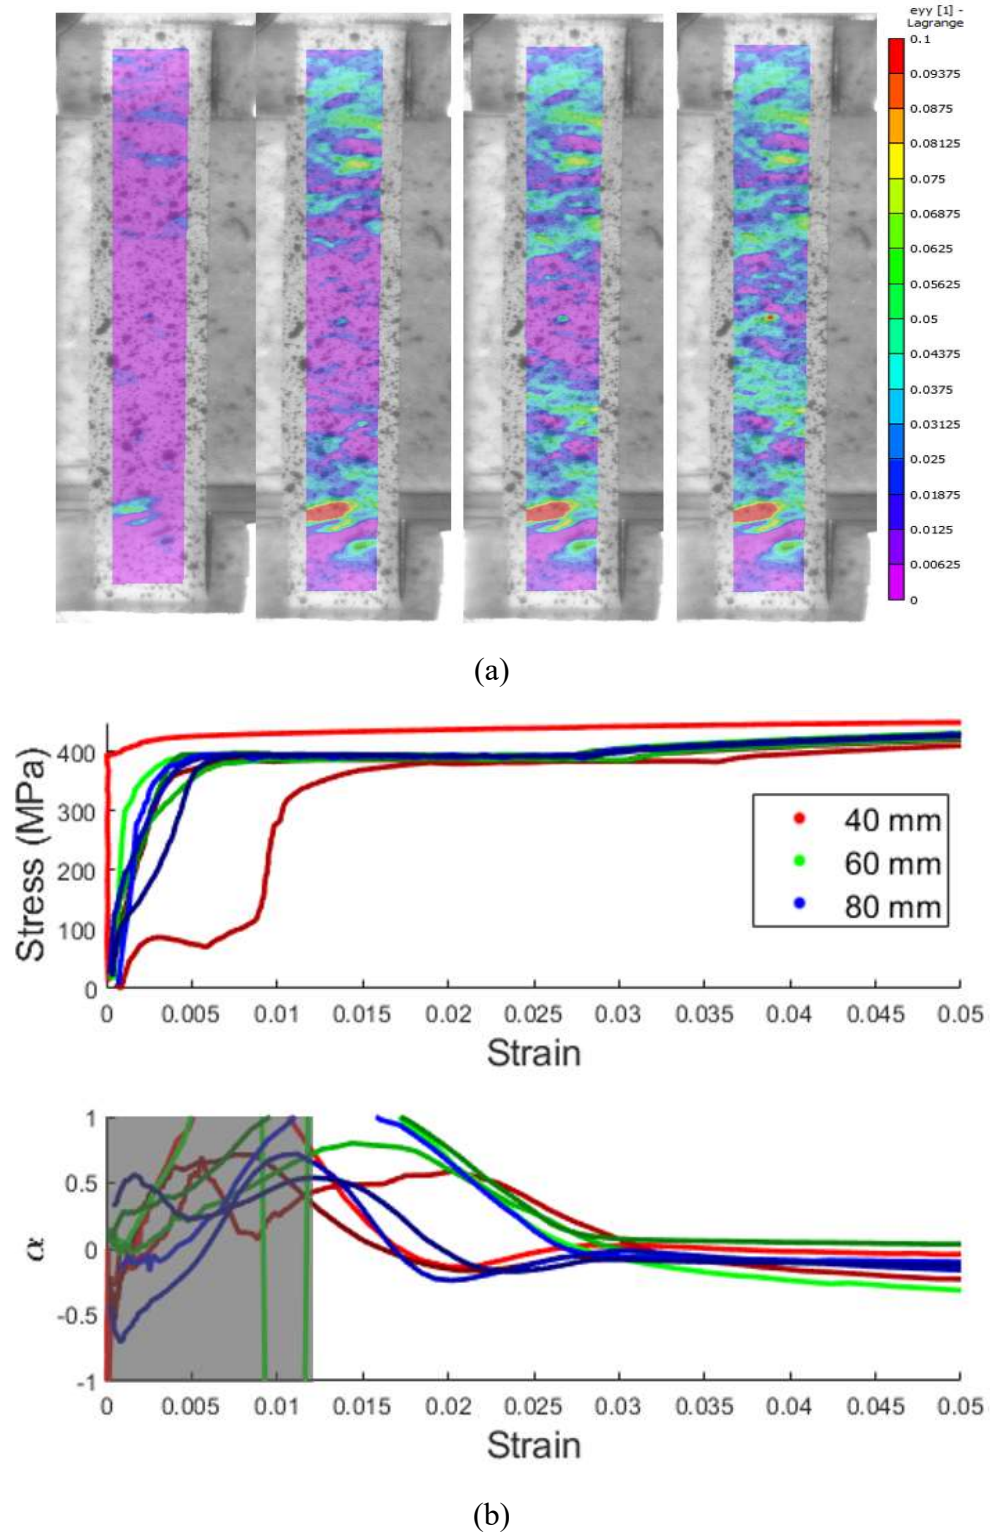 eyy [1] -
Lagrange
0.1
0.09375
0.0875
0.08125
0.075
0.06875
0.0625
0.05625
0.05
0.04375
0.0375
0.03125
0.025
0.01875
0.0125
0.00625
0
(a)
Stress (MPa)
400
300
200
100
0
40 mm
60 mm
80 mm
0 0.005 0.01 0.015 0.02 0.025 0.03 0.035 0.04 0.045 0.05
Strain
α
1
0.5
0
-0.5
-1
0 0.005 0.01 0.015 0.02 0.025 0.03 0.035 0.04 0.045 0.05
Strain
(b)